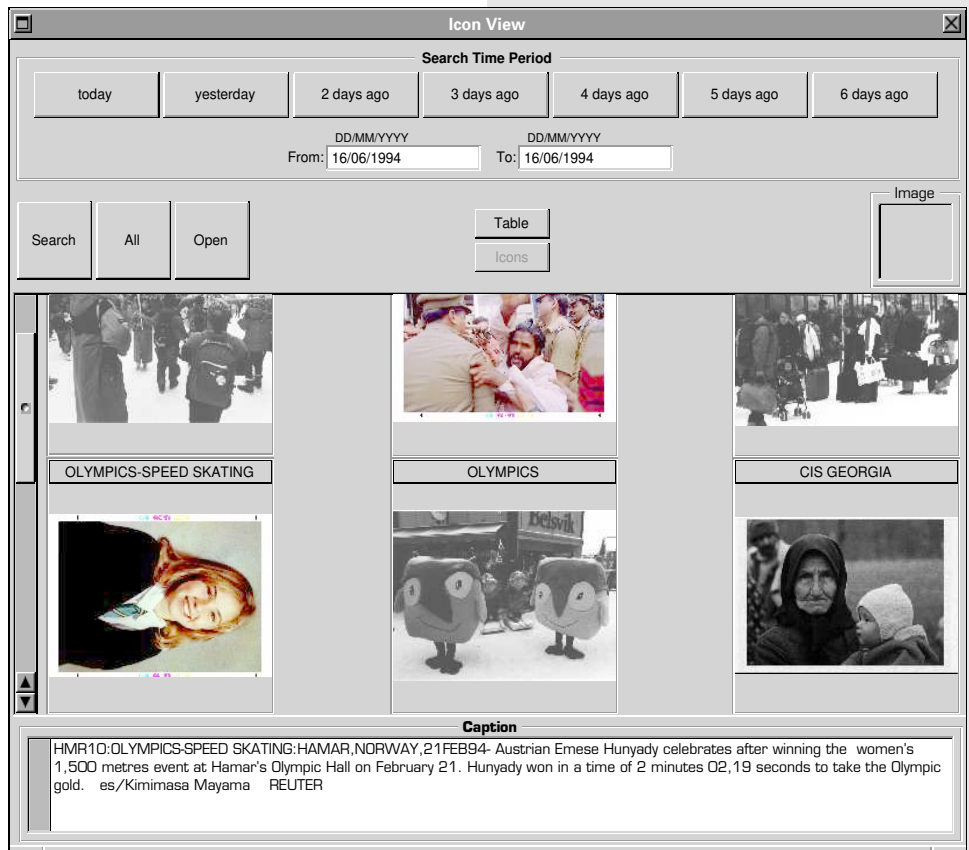 Icon View
Search Time Period
today yesterday 2 days ago 3 days ago 4 days ago 5 days ago 6 days ago
DD/MM/YYYY DD/MM/YYYY
From: 16/06/1994 To: 16/06/1994
Image
Search All Open Table
Icons
OLYMPICS-SPEED SKATING OLYMPICS CIS GEORGIA
Belsvik
Caption
HMR10:OLYMPICS-SPEED SKATING:HAMAR,NORWAY,21FEB94- Austrian Emese Hunyady celebrates after winning the women's
1,500 metres event at Hamar's Olympic Hall on February 21. Hunyady won in a time of 2 minutes 02,19 seconds to take the Olympic
gold. es/Kimimasa Mayama REUTER